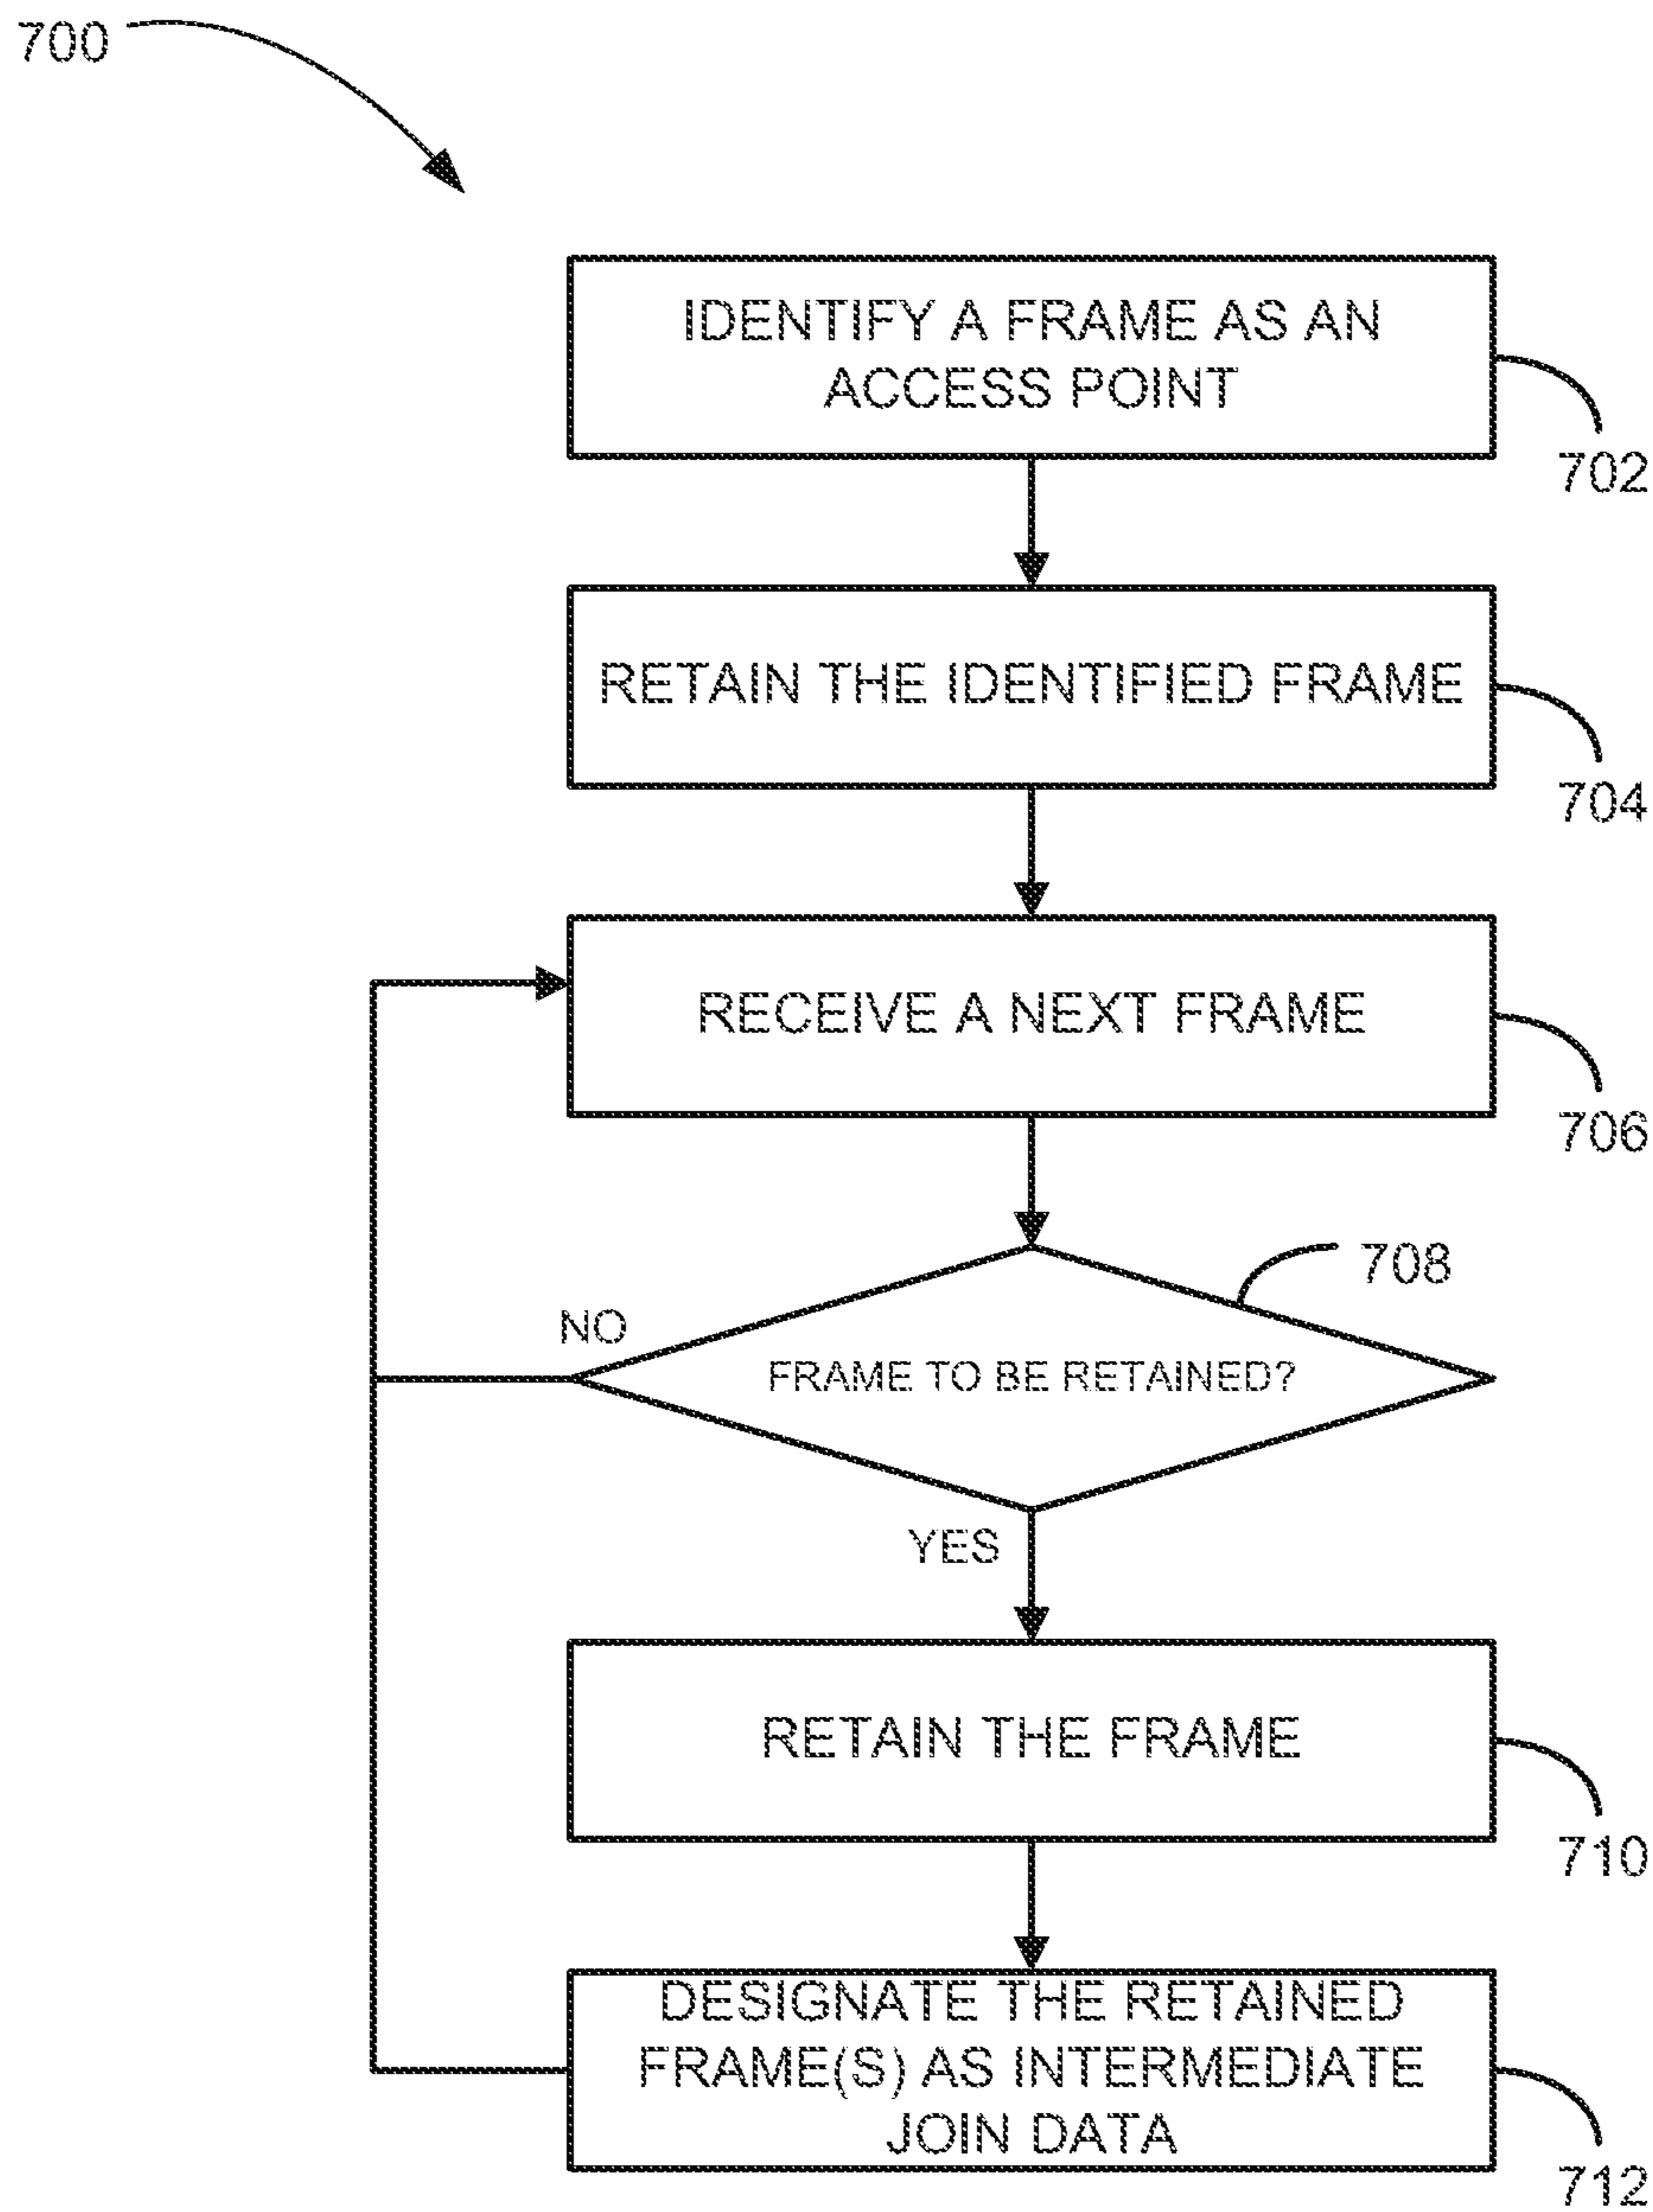 700
IDENTIFY A FRAME AS AN
ACCESS POINT
702
RETAIN THE IDENTIFIED FRAME
704
RECEIVE A NEXT FRAME
706
708
NO
FRAME TO BE RETAINED?
YES
RETAIN THE FRAME
710
DESIGNATE THE RETAINED
FRAME(S) AS INTERMEDIATE
JOIN DATA
712